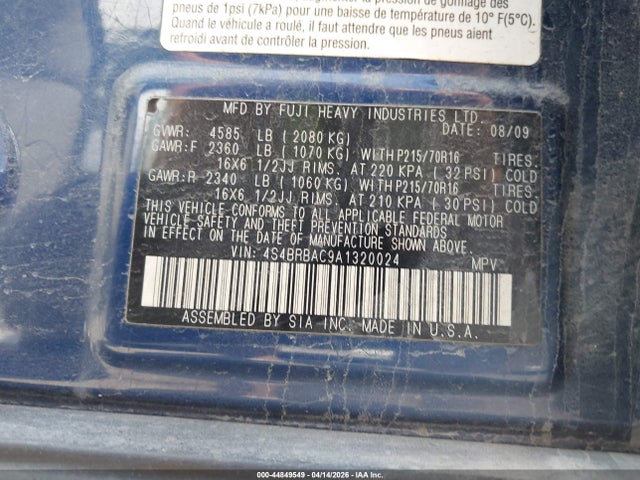 pneus de 1psi (7kPa) pour une baisse de température de 10° F(5°C).
Quand le véhicule a roulé, il faut attendre que les pneus aient
refroidi avant de contrôler la pression.
MFD BY FUJI HEAVY INDUSTRIES LTD.
GVWR: 4585 LB ( 2080 KG) DATE: 08/09
GAWR:F 2360 LB ( 1070 KG) WITH P215/70R16 TIRES.
16X6 1/2JJ RIMS, AT 220 KPA ( 32 PSI) COLD
GAWR:R 2340 LB ( 1060 KG) WITH P215/70R16 TIRES.
16X6 1/2JJ RIMS, AT 210 KPA ( 30 PSI) COLD
THIS VEHICLE CONFORMS TO ALL APPLICABLE FEDERAL MOTOR
VEHICLE SAFETY AND THEFT PREVENTION STANDARDS
IN EFFECT ON THE DATE OF MANUFACTURE SHOWN ABOVE.
VIN: 4S4BRBAC9A1320024 MPV
ASSEMBLED BY SIA INC. MADE IN U.S.A.
000-44849549 - 04/14/2026 - IAA Inc.